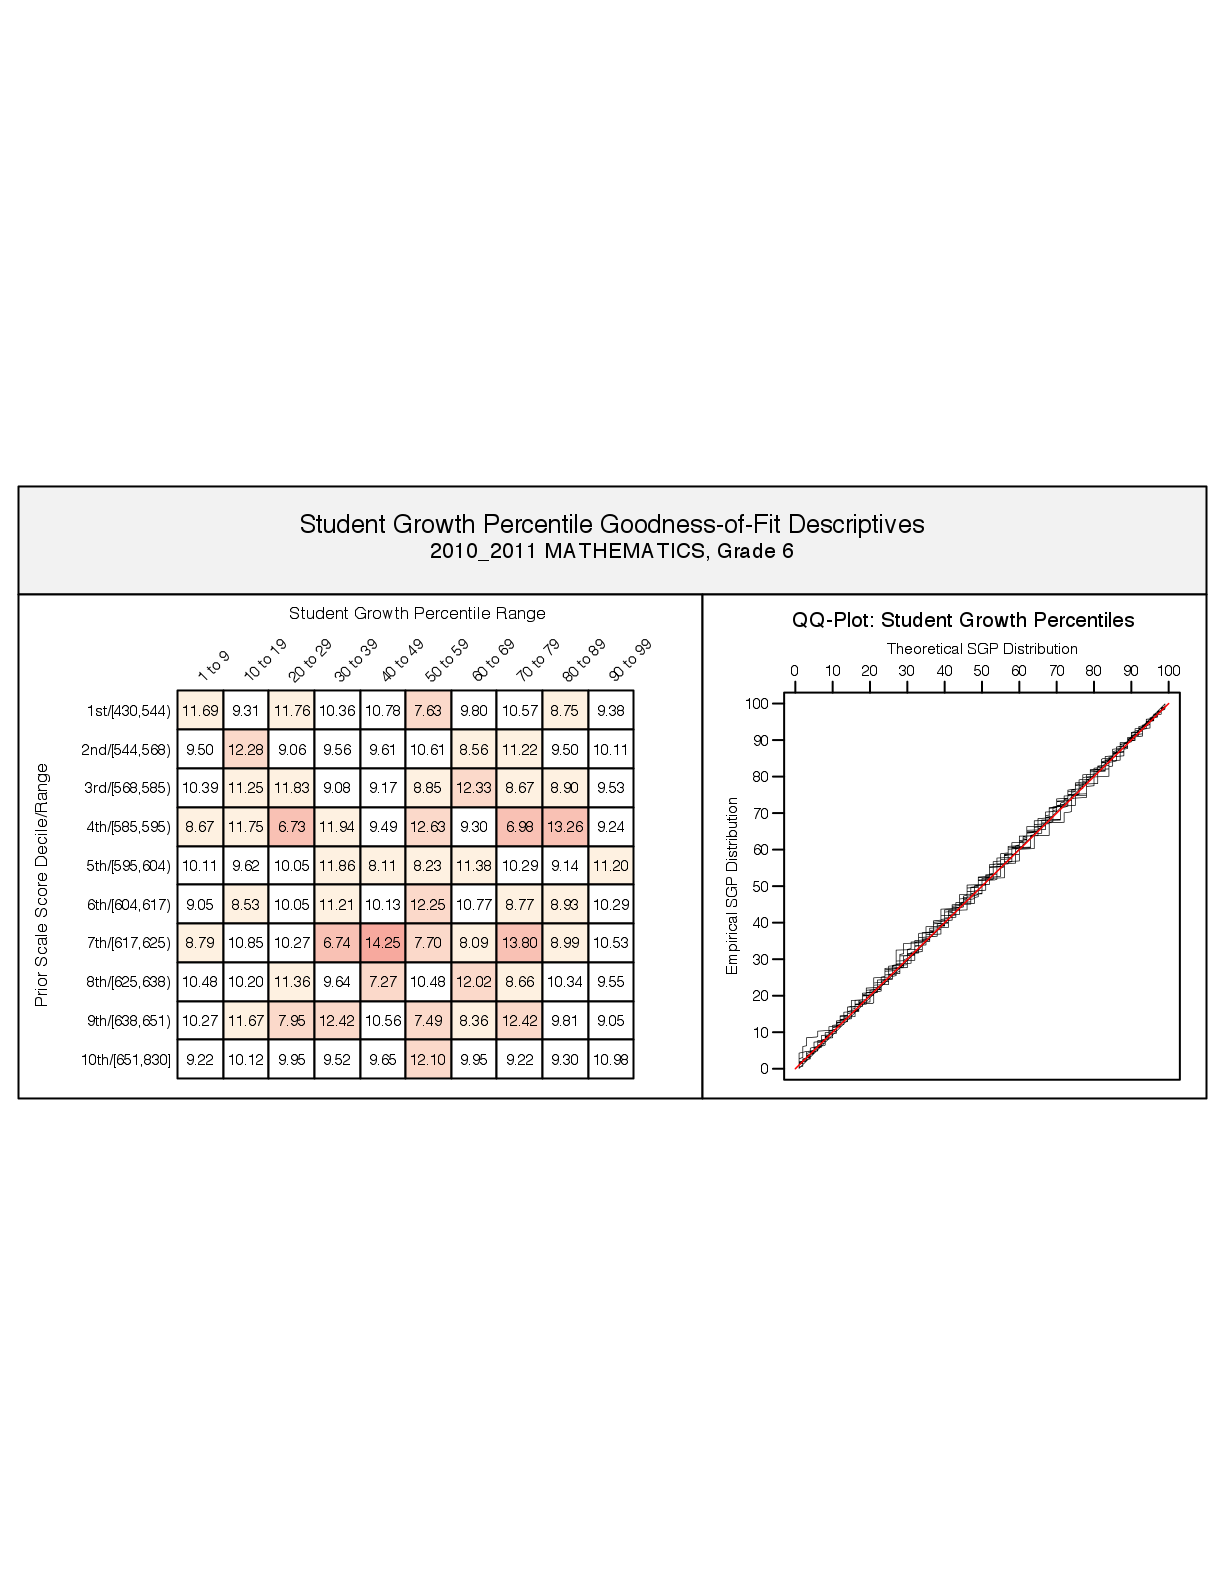 Student Growth Percentile Goodness-of-Fit Descriptives
2010_2011 MATHEMATICS, Grade 6
Student Growth Percentile Range
1 to 9 10 to 19 20 to 29 30 to 39 40 to 49 50 to 59 60 to 69 70 to 79 80 to 89 90 to 99
Prior Scale Score Decile/Range
1st/[430,544) 11.69 9.31 11.76 10.36 10.78 7.63 9.80 10.57 8.75 9.38
2nd/[544,568) 9.50 12.28 9.06 9.56 9.61 10.61 8.56 11.22 9.50 10.11
3rd/[568,585) 10.39 11.25 11.83 9.08 9.17 8.85 12.33 8.67 8.90 9.53
4th/[585,595) 8.67 11.75 6.73 11.94 9.49 12.63 9.30 6.98 13.26 9.24
5th/[595,604) 10.11 9.62 10.05 11.86 8.11 8.23 11.38 10.29 9.14 11.20
6th/[604,617) 9.05 8.53 10.05 11.21 10.13 12.25 10.77 8.77 8.93 10.29
7th/[617,625) 8.79 10.85 10.27 6.74 14.25 7.70 8.09 13.80 8.99 10.53
8th/[625,638) 10.48 10.20 11.36 9.64 7.27 10.48 12.02 8.66 10.34 9.55
9th/[638,651) 10.27 11.67 7.95 12.42 10.56 7.49 8.36 12.42 9.81 9.05
10th/[651,830] 9.22 10.12 9.95 9.52 9.65 12.10 9.95 9.22 9.30 10.98
QQ-Plot: Student Growth Percentiles
Theoretical SGP Distribution
0 10 20 30 40 50 60 70 80 90 100
Empirical SGP Distribution
100
90
80
70
60
50
40
30
20
10
0